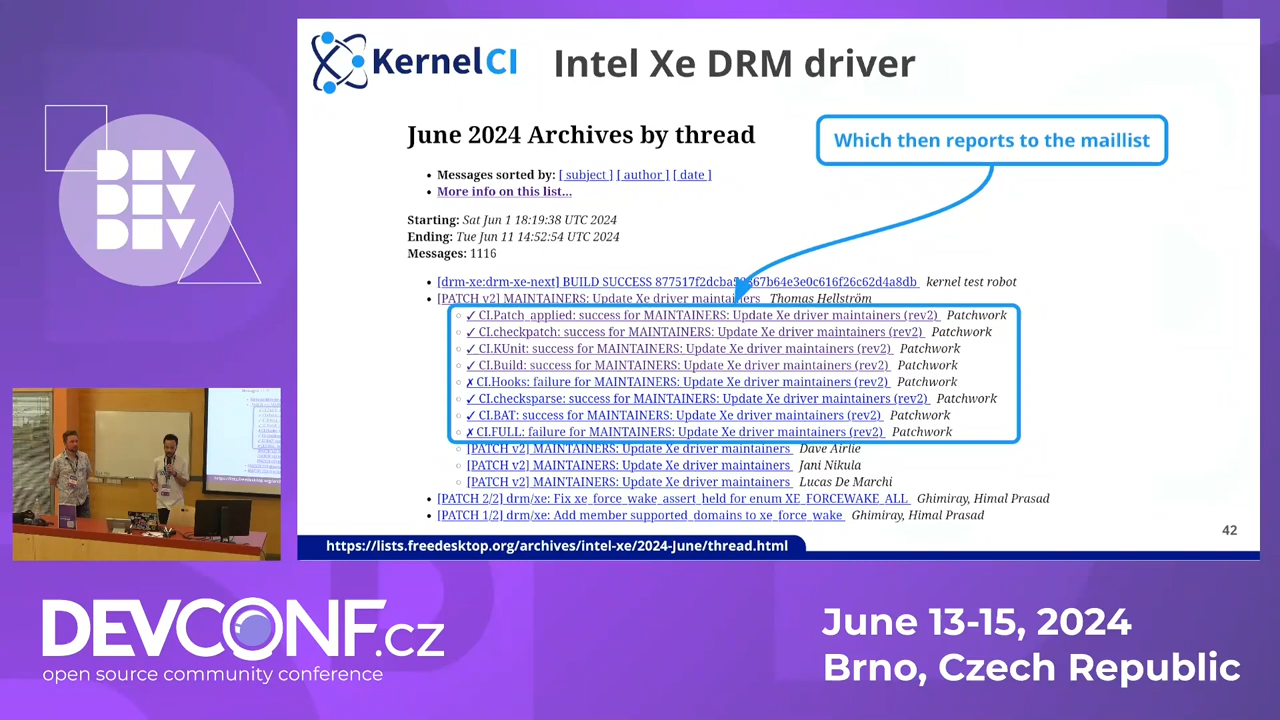 KernelCI
Intel Xe DRM driver
June 2024 Archives by thread
Which then reports to the maillist
• Messages sorted by: [ subject ] [ author ] [ date ]
• More info on this list...
Starting: Sat Jun 1 18:19:38 UTC 2024
Ending: Tue Jun 11 14:52:54 UTC 2024
Messages: 1116
• [drm-xe:drm-xe-next] BUILD SUCCESS kernel test robot
• [PATCH v2] MAINTAINERS: Update Xe driver maintainers Thomas Hellström
◦ ✓ CI.Patch_applied: success for MAINTAINERS: Update Xe driver maintainers (rev2) Patchwork
◦ ✓ CI.checkpatch: success for MAINTAINERS: Update Xe driver maintainers (rev2) Patchwork
◦ ✓ CI.KUnit: success for MAINTAINERS: Update Xe driver maintainers (rev2) Patchwork
◦ ✓ CI.Build: success for MAINTAINERS: Update Xe driver maintainers (rev2) Patchwork
◦ ✗ CI.Hooks: failure for MAINTAINERS: Update Xe driver maintainers (rev2) Patchwork
◦ ✓ CI.checksparse: success for MAINTAINERS: Update Xe driver maintainers (rev2) Patchwork
◦ ✓ CI.BAT: success for MAINTAINERS: Update Xe driver maintainers (rev2) Patchwork
◦ ✗ CI.FULL: failure for MAINTAINERS: Update Xe driver maintainers (rev2) Patchwork
◦ [PATCH v2] MAINTAINERS: Update Xe driver maintainers Dave Airlie
◦ [PATCH v2] MAINTAINERS: Update Xe driver maintainers Jani Nikula
◦ [PATCH v2] MAINTAINERS: Update Xe driver maintainers Lucas De Marchi
• [PATCH 2/2] drm/xe: Fix xe_force_wake_assert_held for enum XE_FORCEWAKE_ALL Ghimiray, Himal Prasad
• [PATCH 1/2] drm/xe: Add member supported_domains to xe_force_wake Ghimiray, Himal Prasad
42
https://lists.freedesktop.org/archives/intel-xe/2024-June/thread.html
DEV
DEV
DEV
DEVCONF.cz
open source community conference
June 13-15, 2024
Brno, Czech Republic